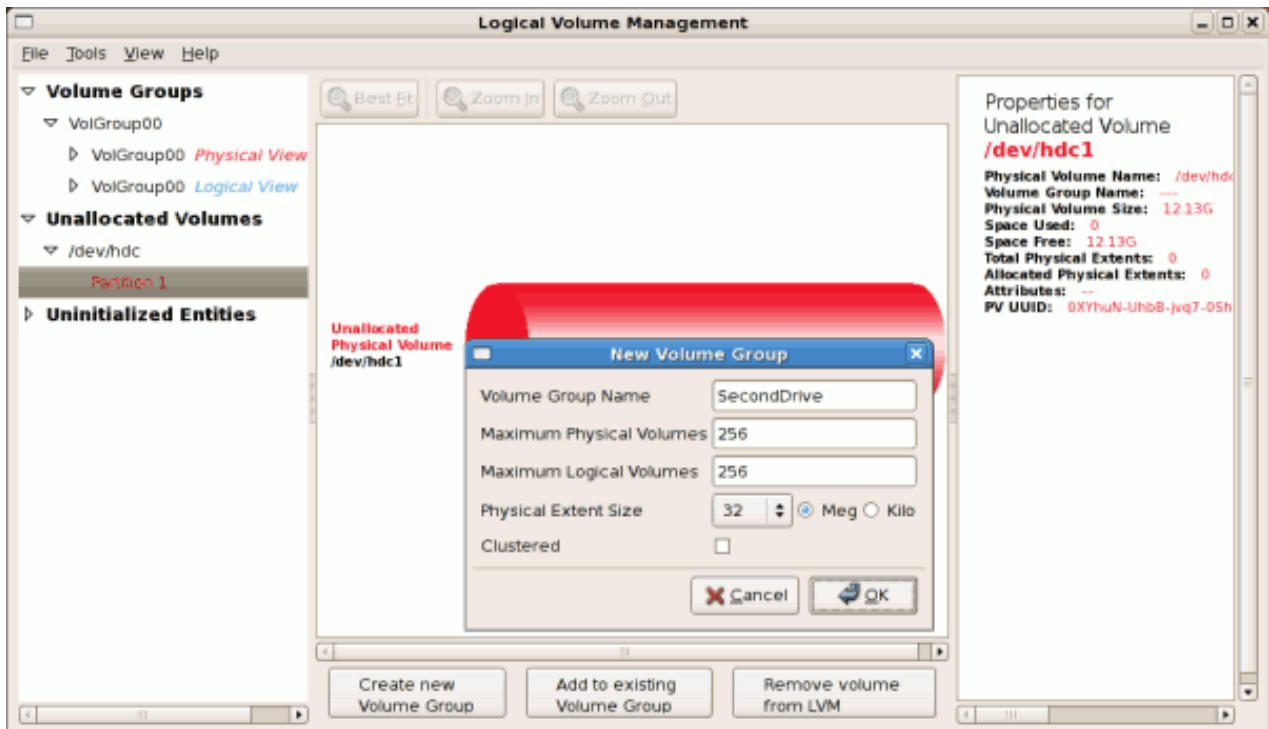 Logical Volume Management
File Tools View Help
Volume Groups
VolGroup00
VolGroup00 Physical View
VolGroup00 Logical View
Unallocated Volumes
/dev/hdc
Partition 1
Uninitialized Entities
Best Fit Zoom In Zoom Out
Unallocated
Physical Volume
/dev/hdc1
New Volume Group
Volume Group Name SecondDrive
Maximum Physical Volumes 256
Maximum Logical Volumes 256
Physical Extent Size 32 Meg Kilo
Clustered
Cancel OK
Create new
Volume Group
Add to existing
Volume Group
Remove volume
from LVM
Properties for
Unallocated Volume
/dev/hdc1
Physical Volume Name: /dev/hdc
Volume Group Name: ---
Physical Volume Size: 12.13G
Space Used: 0
Space Free: 12.13G
Total Physical Extents: 0
Allocated Physical Extents: 0
Attributes: --
PV UUID: 0XYhuN-UhbB-jvq7-0Sh